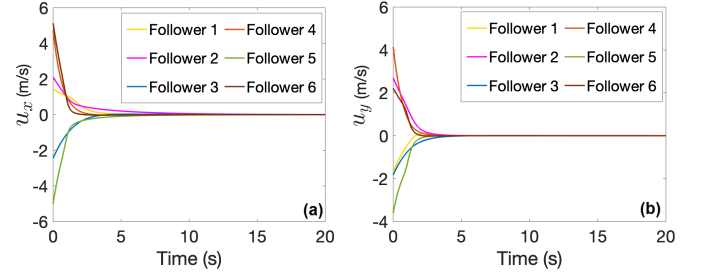 6
4
2
0
-2
-4
-6
u_x (m/s)
Follower 1 Follower 4
Follower 2 Follower 5
Follower 3 Follower 6
(a)
0 5 10 15 20
Time (s)
6
4
2
0
-2
-4
u_y (m/s)
Follower 1 Follower 4
Follower 2 Follower 5
Follower 3 Follower 6
(b)
0 5 10 15 20
Time (s)